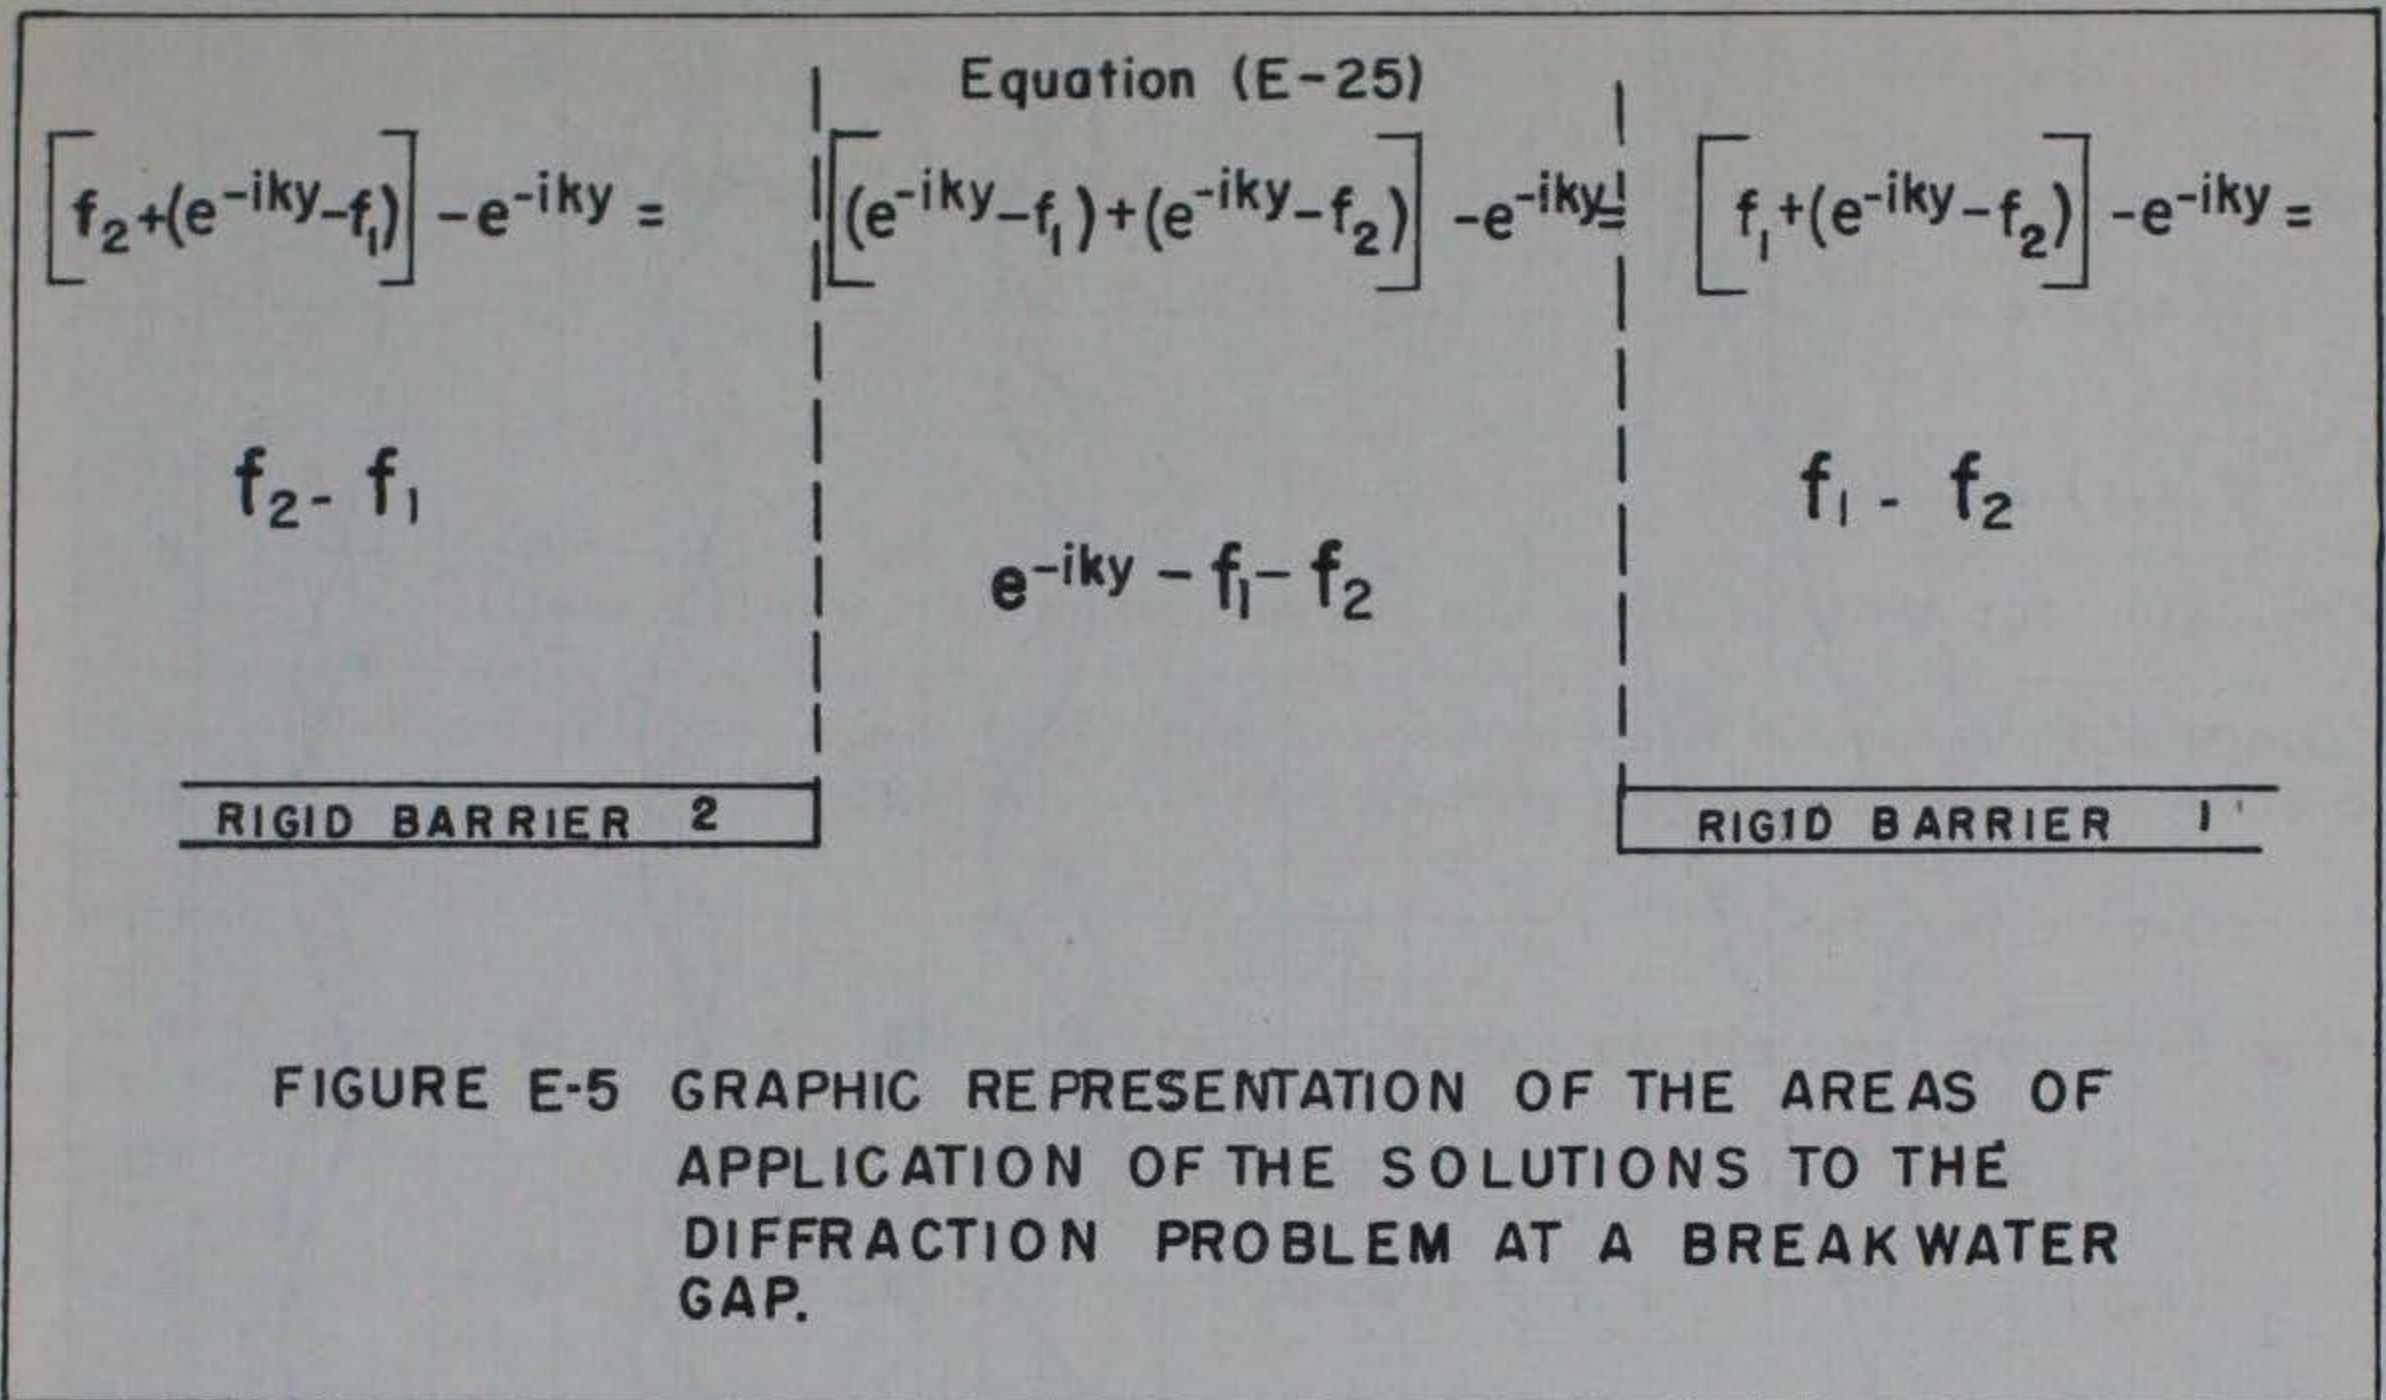 Equation (E-25)
[f₂+(e⁻ⁱᵏʸ-f₁)] -e⁻ⁱᵏʸ =
[(e⁻ⁱᵏʸ-f₁)+(e⁻ⁱᵏʸ-f₂)] -e⁻ⁱᵏʸ=
[f₁+(e⁻ⁱᵏʸ-f₂)] -e⁻ⁱᵏʸ =
f₂ - f₁
e⁻ⁱᵏʸ - f₁ - f₂
f₁ - f₂
RIGID BARRIER 2
RIGID BARRIER 1
FIGURE E-5 GRAPHIC REPRESENTATION OF THE AREAS OF
APPLICATION OF THE SOLUTIONS TO THE
DIFFRACTION PROBLEM AT A BREAKWATER
GAP.